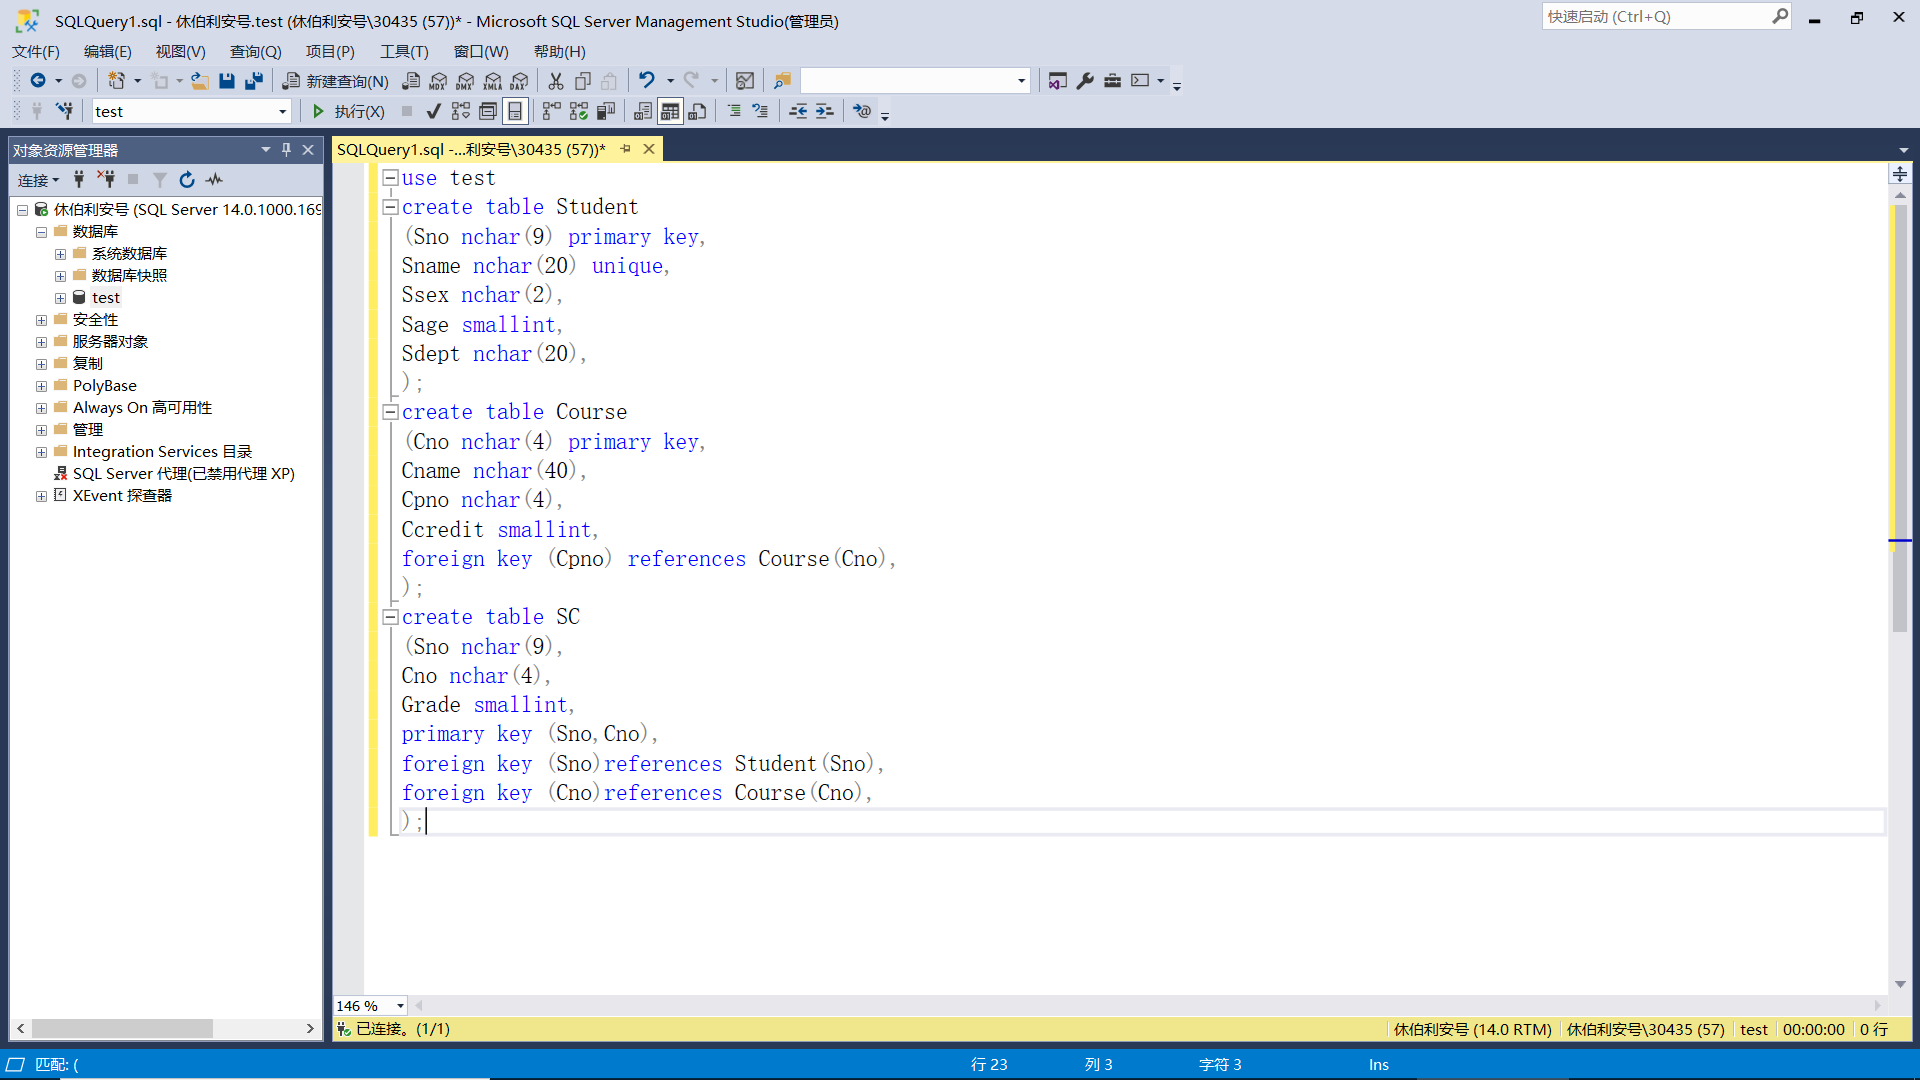 SQLQuery1.sql - 休伯利安号.test (休伯利安号\30435 (57))* - Microsoft SQL Server Management Studio(管理员)
快速启动 (Ctrl+Q)
文件(F) 编辑(E) 视图(V) 查询(Q) 项目(P) 工具(T) 窗口(W) 帮助(H)
新建查询(N) MDX DMX XMLA DAX
test 执行(X)
对象资源管理器
连接
休伯利安号 (SQL Server 14.0.1000.169
数据库
系统数据库
数据库快照
test
安全性
服务器对象
复制
PolyBase
Always On 高可用性
管理
Integration Services 目录
SQL Server 代理(已禁用代理 XP)
XEvent 探查器
SQLQuery1.sql -...利安号\30435 (57))*
use test
create table Student
(Sno nchar(9) primary key,
Sname nchar(20) unique,
Ssex nchar(2),
Sage smallint,
Sdept nchar(20),
);
create table Course
(Cno nchar(4) primary key,
Cname nchar(40),
Cpno nchar(4),
Ccredit smallint,
foreign key (Cpno) references Course(Cno),
);
create table SC
(Sno nchar(9),
Cno nchar(4),
Grade smallint,
primary key (Sno,Cno),
foreign key (Sno)references Student(Sno),
foreign key (Cno)references Course(Cno),
);
146 %
已连接。(1/1)
休伯利安号 (14.0 RTM) 休伯利安号\30435 (57) test 00:00:00 0 行
匹配: ( 行 23 列 3 字符 3 Ins